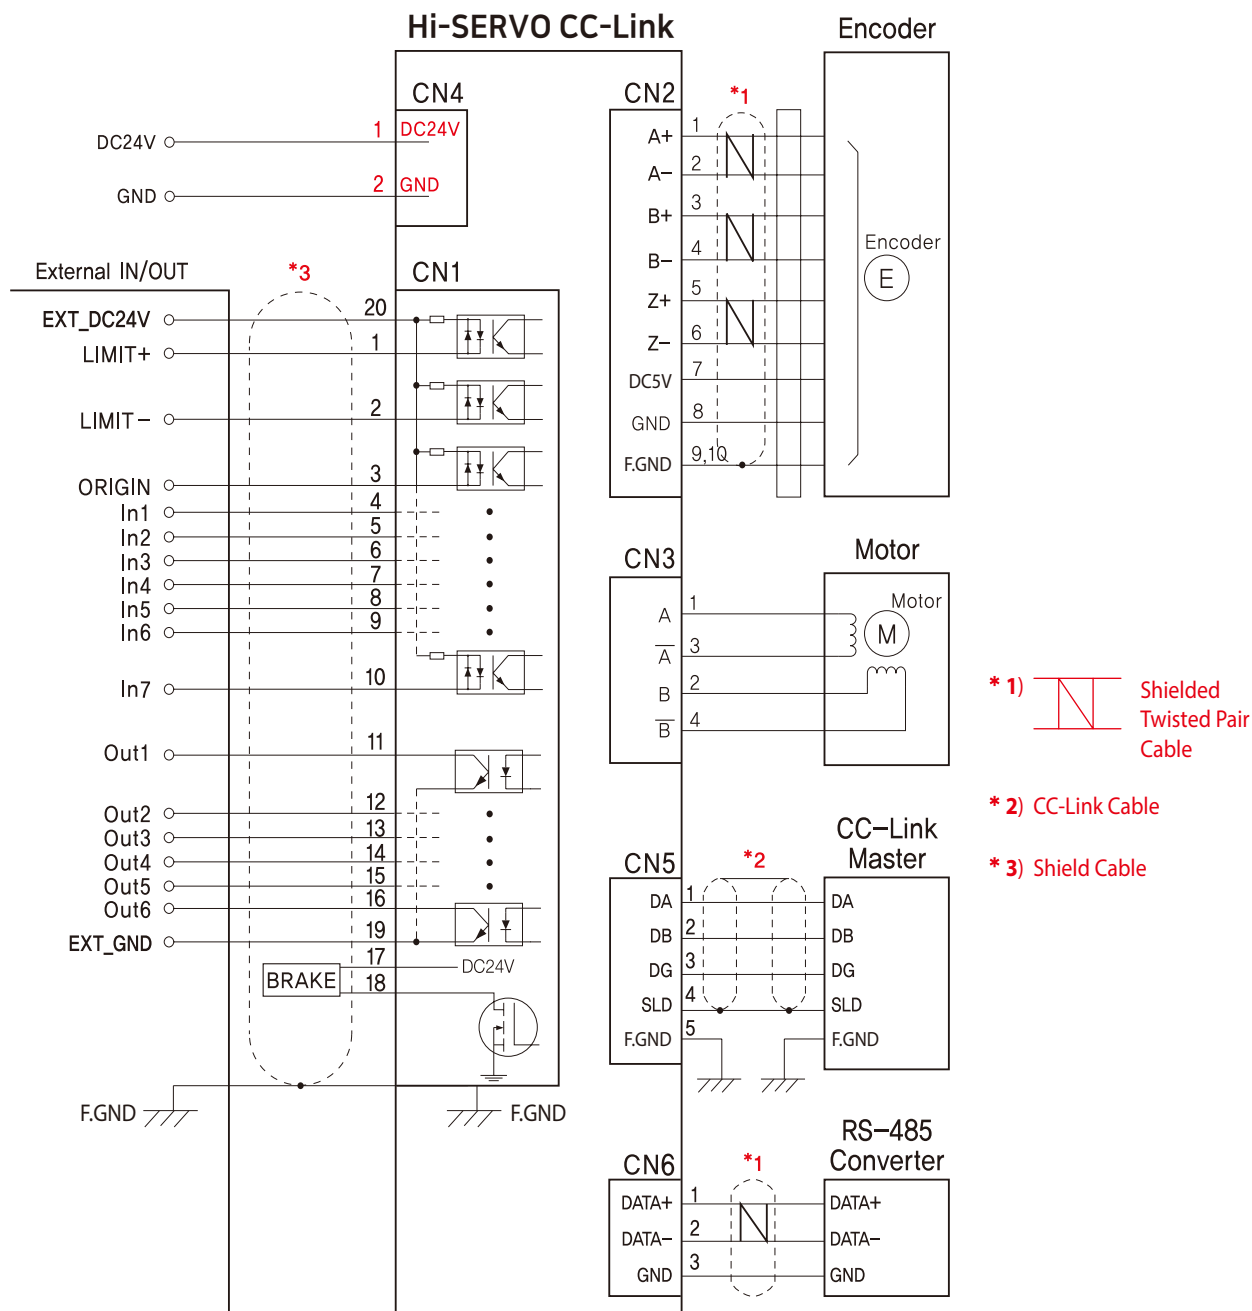 Hi-SERVO CC-Link
Encoder
CN4
DC24V 1 DC24V
GND 2 GND
External IN/OUT
*3
CN1
EXT_DC24V 20
LIMIT+ 1
LIMIT- 2
ORIGIN 3
In1 4
In2 5
In3 6
In4 7
In5 8
In6 9
In7 10
Out1 11
Out2 12
Out3 13
Out4 14
Out5 15
Out6 16
EXT_GND 19
BRAKE 17 DC24V
18
F.GND
F.GND
CN2
*1
A+ 1
A- 2
B+ 3
B- 4
Z+ 5
Z- 6
DC5V 7
GND 8
F.GND 9,10
Encoder
E
CN3
Motor
A 1
A̅ 3
B 2
B̅ 4
Motor
M
CN5
*2
CC-Link
Master
DA 1 DA
DB 2 DB
DG 3 DG
SLD 4 SLD
F.GND 5 F.GND
CN6
*1
RS-485
Converter
DATA+ 1 DATA+
DATA- 2 DATA-
GND 3 GND
* 1) Shielded
Twisted Pair
Cable
* 2) CC-Link Cable
* 3) Shield Cable